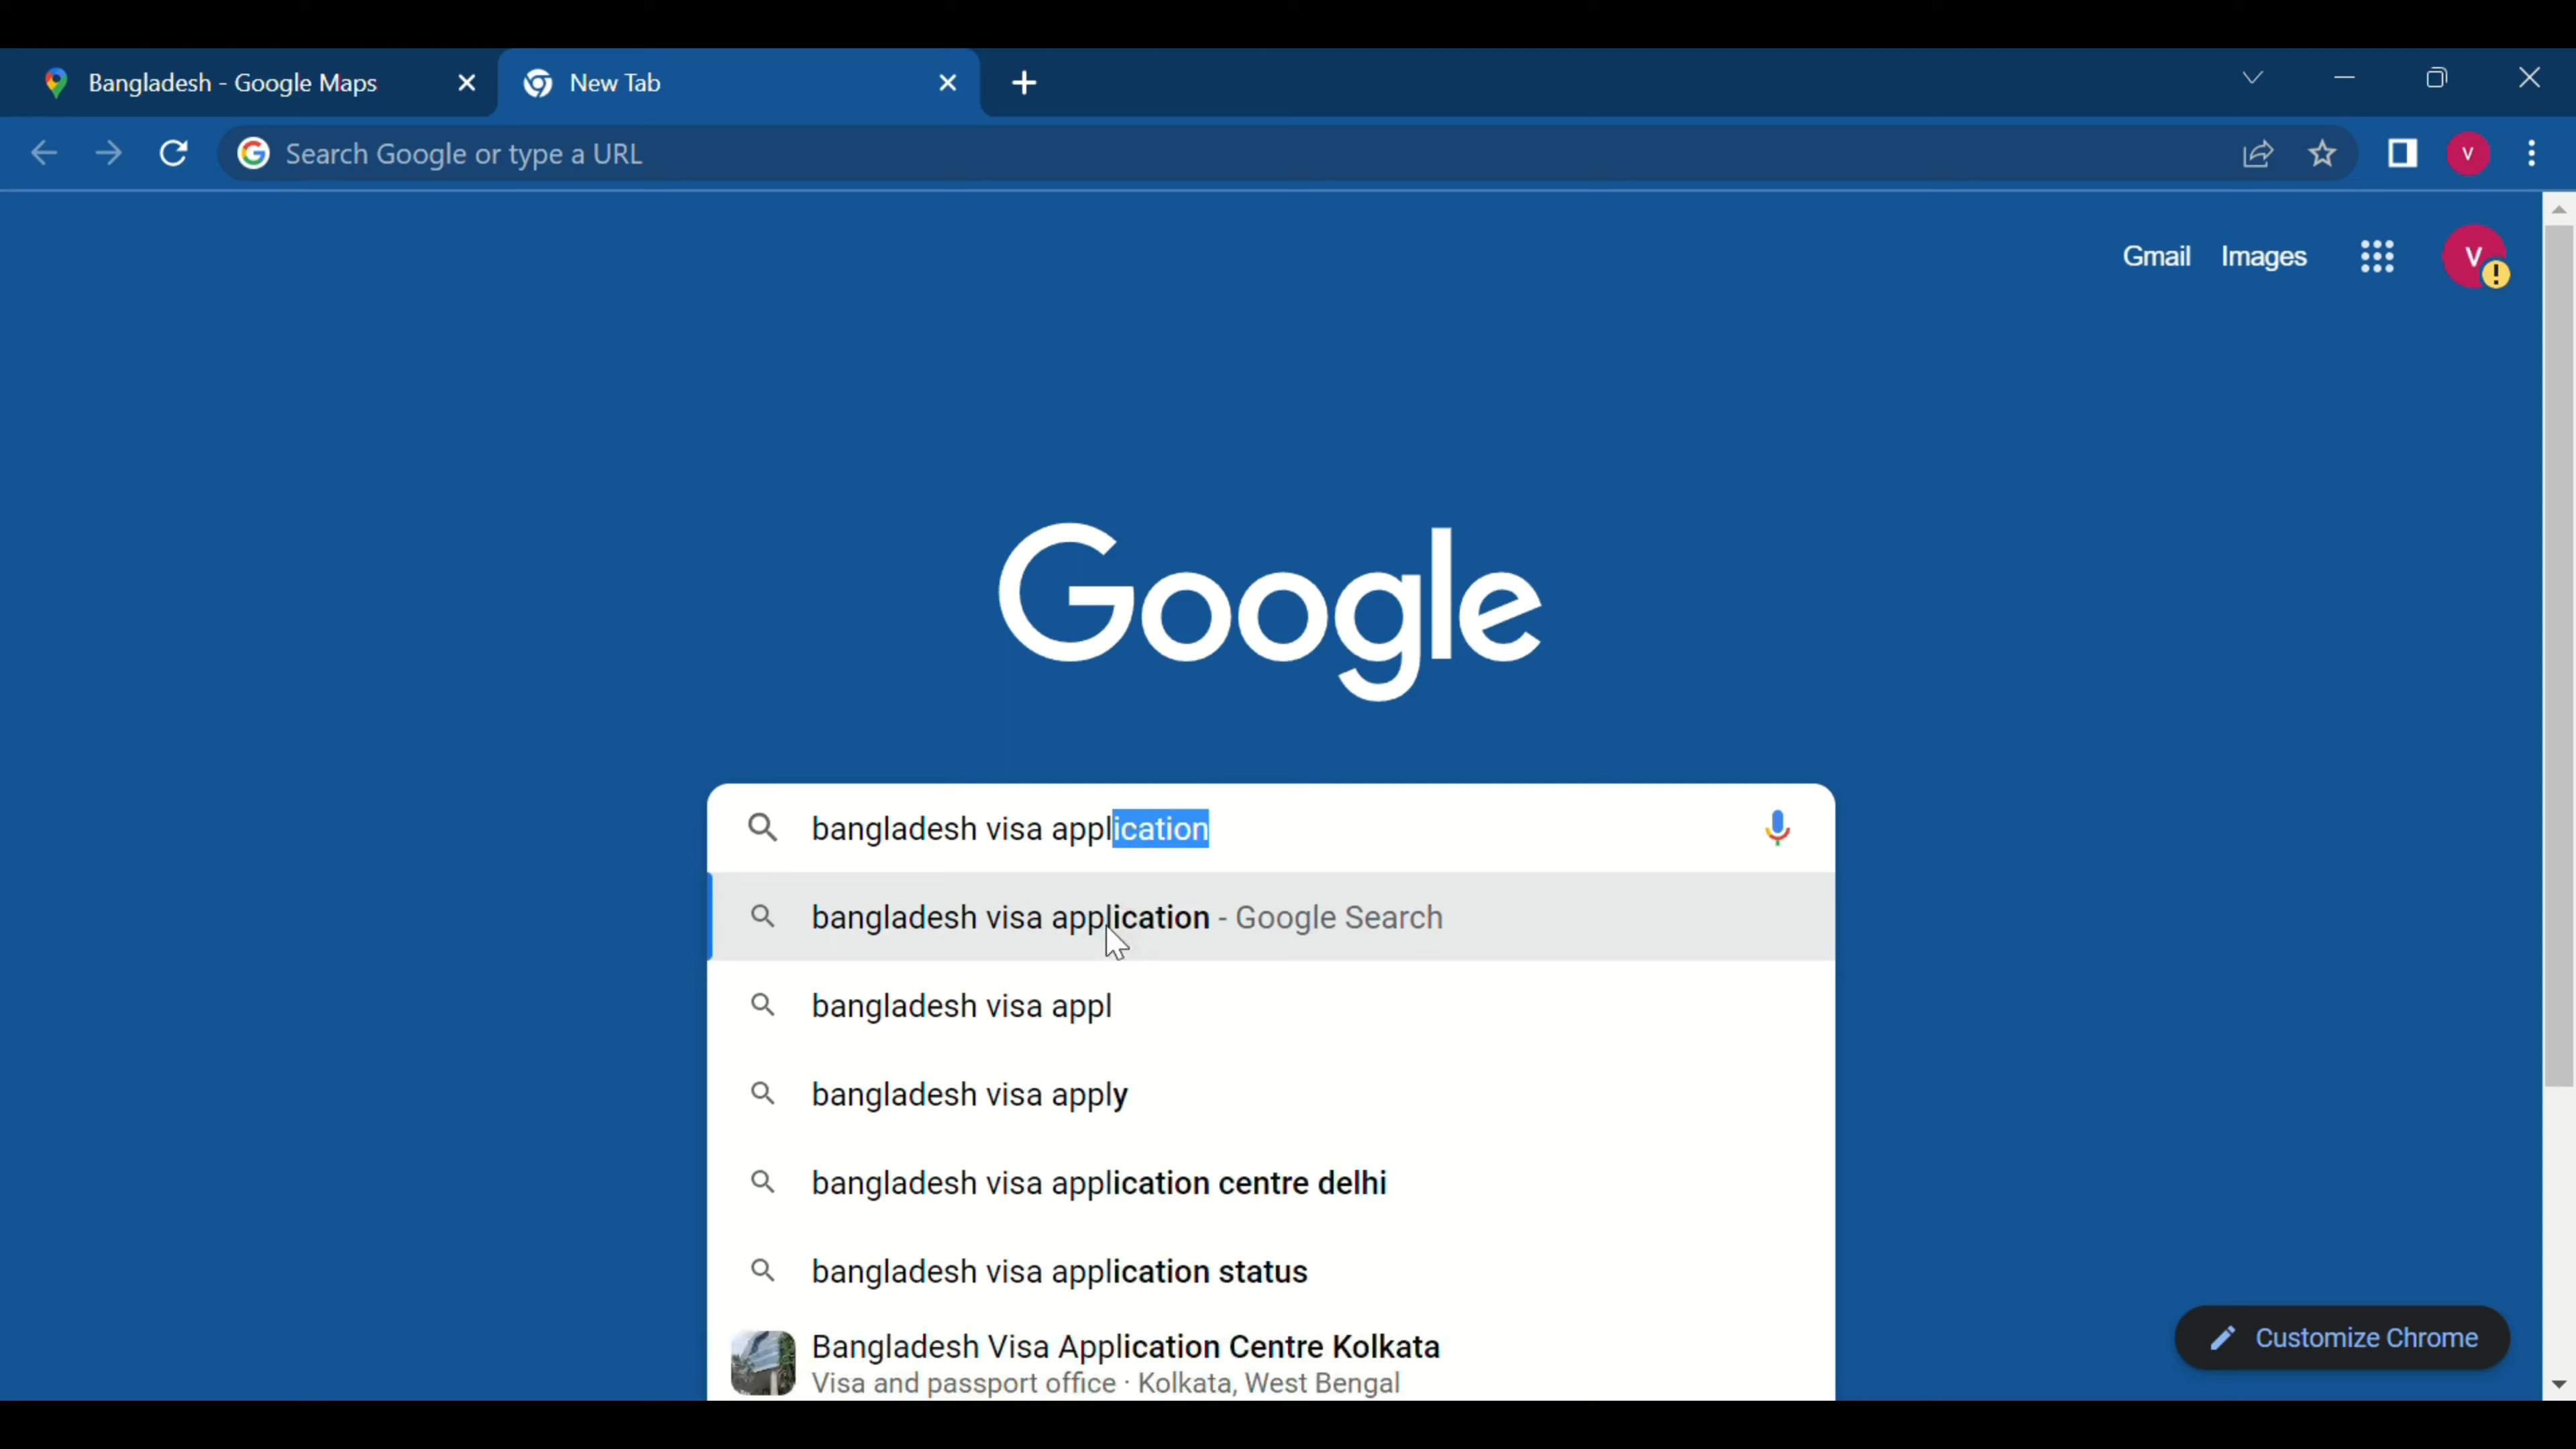 Bangladesh - Google Maps
New Tab
Search Google or type a URL
V
Gmail Images
V
Google
bangladesh visa application
bangladesh visa application - Google Search
bangladesh visa appl
bangladesh visa apply
bangladesh visa application centre delhi
bangladesh visa application status
Bangladesh Visa Application Centre Kolkata
Visa and passport office · Kolkata, West Bengal
Customize Chrome